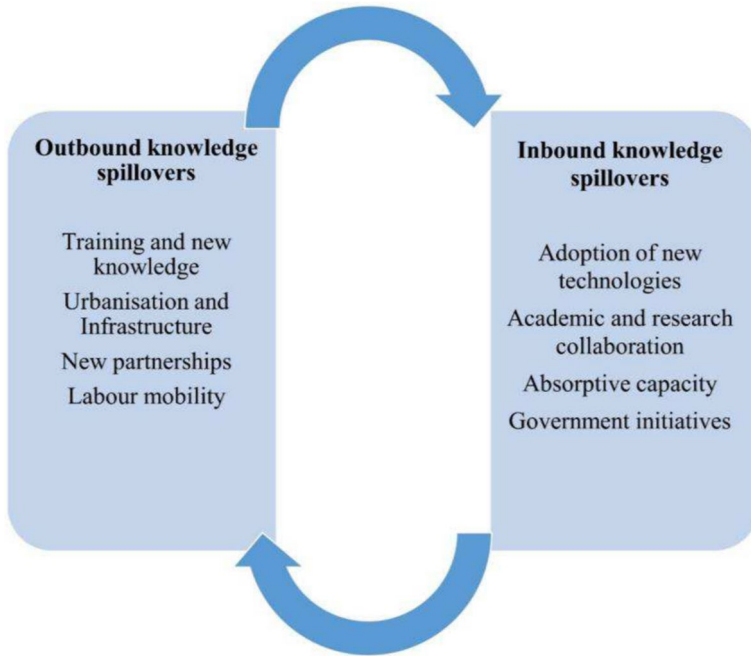 Outbound knowledge
spillovers
Training and new
knowledge
Urbanisation and
Infrastructure
New partnerships
Labour mobility
Inbound knowledge
spillovers
Adoption of new
technologies
Academic and research
collaboration
Absorptive capacity
Government initiatives